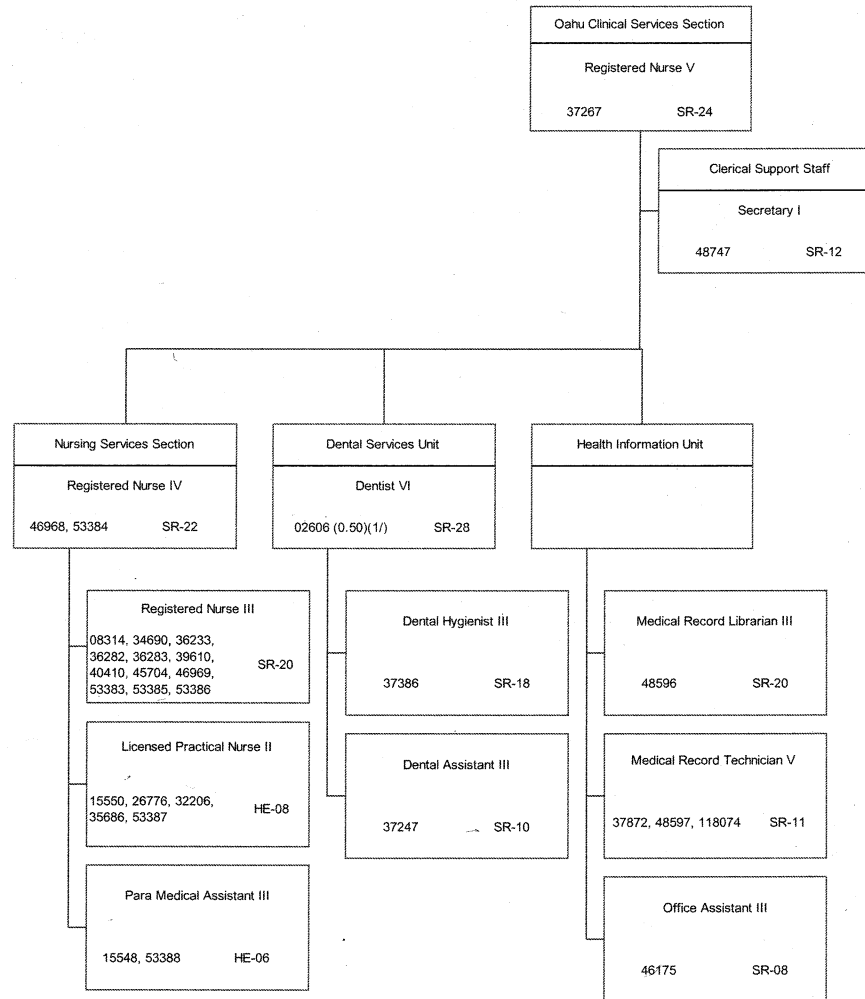 Oahu Clinical Services Section
Registered Nurse V
37267 SR-24
Clerical Support Staff
Secretary I
48747 SR-12
Nursing Services Section
Registered Nurse IV
46968, 53384 SR-22
Dental Services Unit
Dentist VI
02606 (0.50)(1/) SR-28
Health Information Unit
Registered Nurse III
08314, 34690, 36233,
36282, 36283, 39610,
40410, 45704, 46969,
53383, 53385, 53386
SR-20
Licensed Practical Nurse II
15550, 26776, 32206,
35686, 53387
HE-08
Para Medical Assistant III
15548, 53388 HE-06
Dental Hygienist III
37386 SR-18
Dental Assistant III
37247 SR-10
Medical Record Librarian III
48596 SR-20
Medical Record Technician V
37872, 48597, 118074 SR-11
Office Assistant III
46175 SR-08